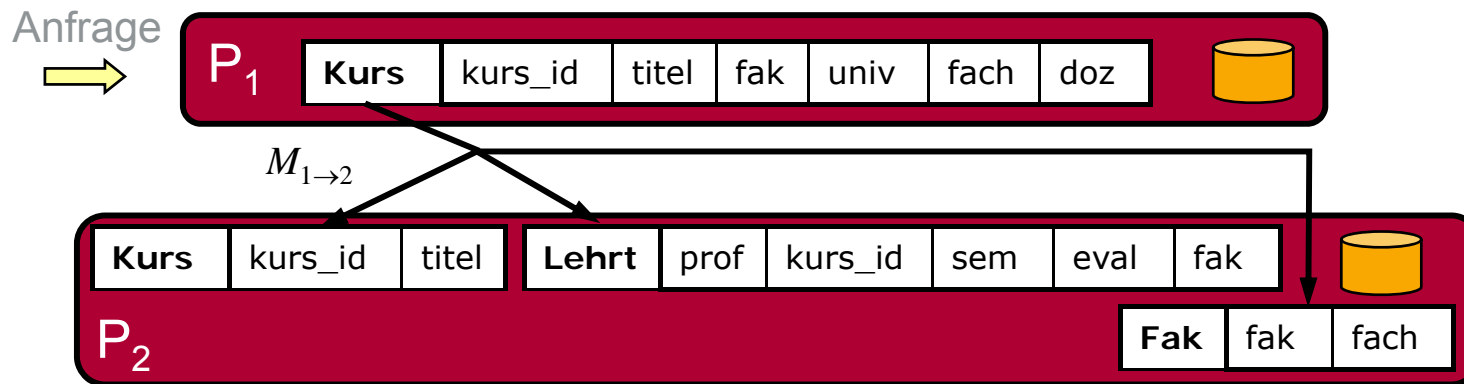 Anfrage
P1 Kurs kurs_id titel fak univ fach doz
M1→2
Kurs kurs_id titel Lehrt prof kurs_id sem eval fak
P2 Fak fak fach